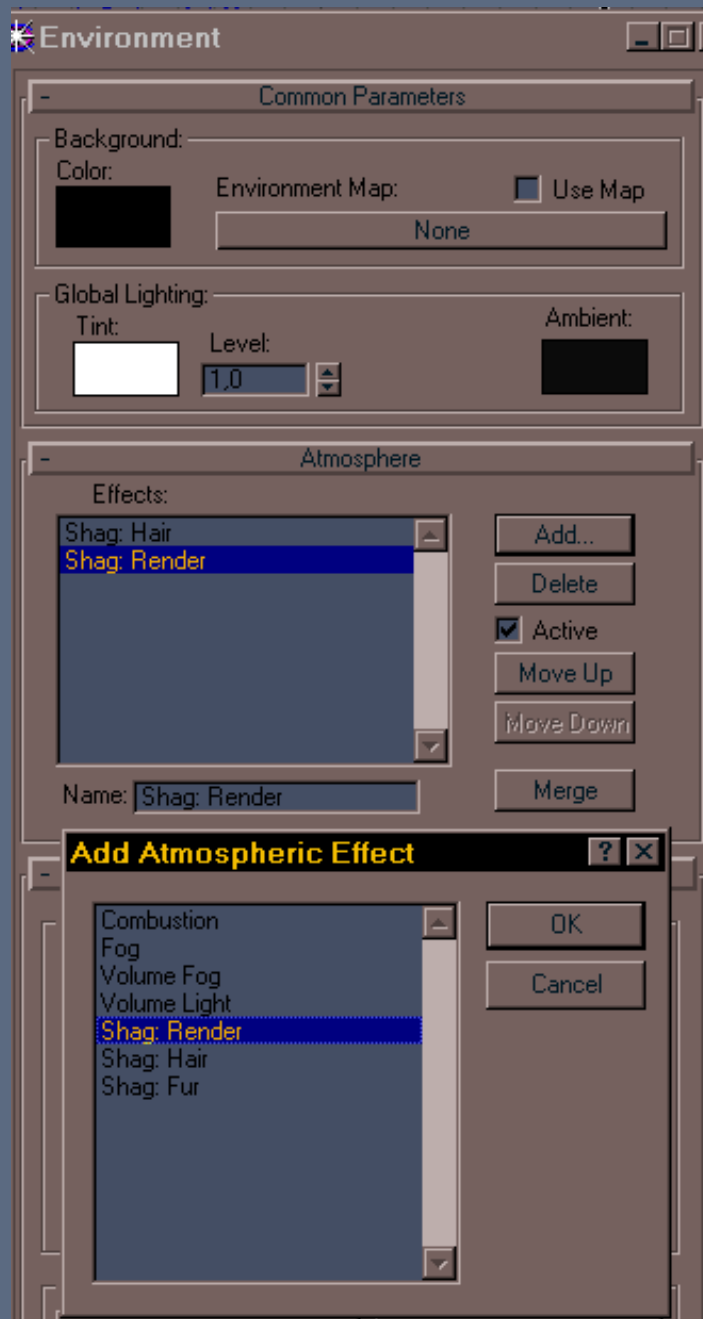 Environment
Common Parameters
Background:
Color:
Environment Map:
Use Map
None
Global Lighting:
Tint:
Level:
Ambient:
1,0
Atmosphere
Effects:
Shag: Hair
Shag: Render
Add...
Delete
Active
Move Up
Move Down
Name: Shag: Render
Merge
Add Atmospheric Effect
Combustion
Fog
Volume Fog
Volume Light
Shag: Render
Shag: Hair
Shag: Fur
OK
Cancel